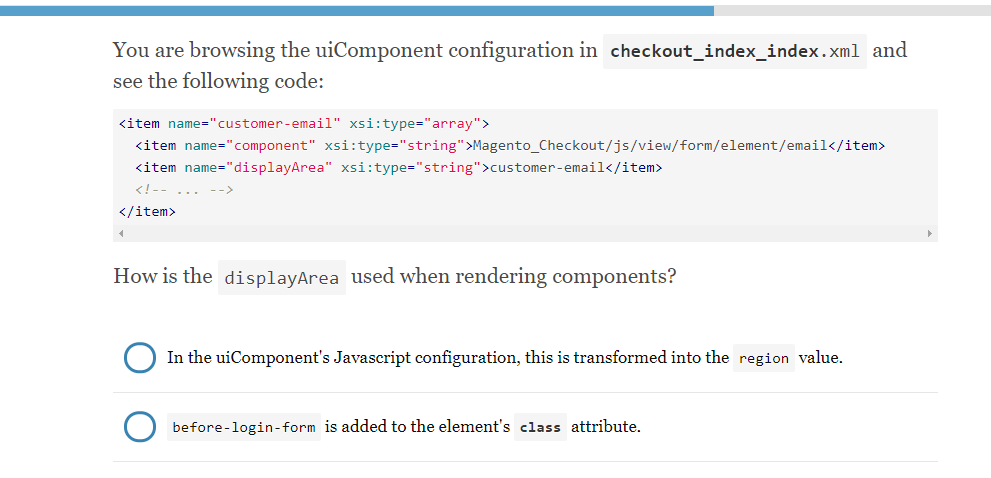 You are browsing the uiComponent configuration in checkout_index_index.xml and
see the following code:
<item name="customer-email" xsi:type="array">
<item name="component" xsi:type="string">Magento_Checkout/js/view/form/element/email</item>
<item name="displayArea" xsi:type="string">customer-email</item>
<!-- ... -->
</item>
How is the displayArea used when rendering components?
In the uiComponent's Javascript configuration, this is transformed into the region value.
before-login-form is added to the element's class attribute.